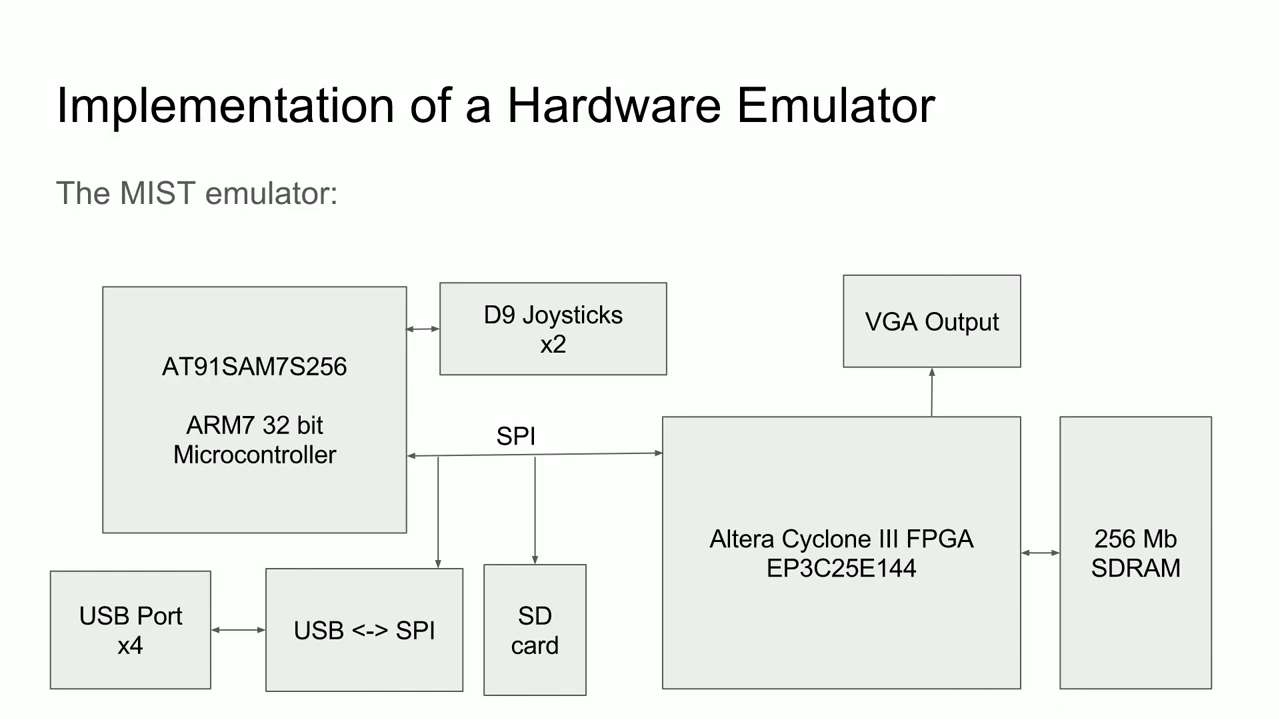 Implementation of a Hardware Emulator
The MIST emulator:
AT91SAM7S256
ARM7 32 bit
Microcontroller
D9 Joysticks
x2
VGA Output
SPI
Altera Cyclone III FPGA
EP3C25E144
256 Mb
SDRAM
USB Port
x4
USB <-> SPI
SD
card